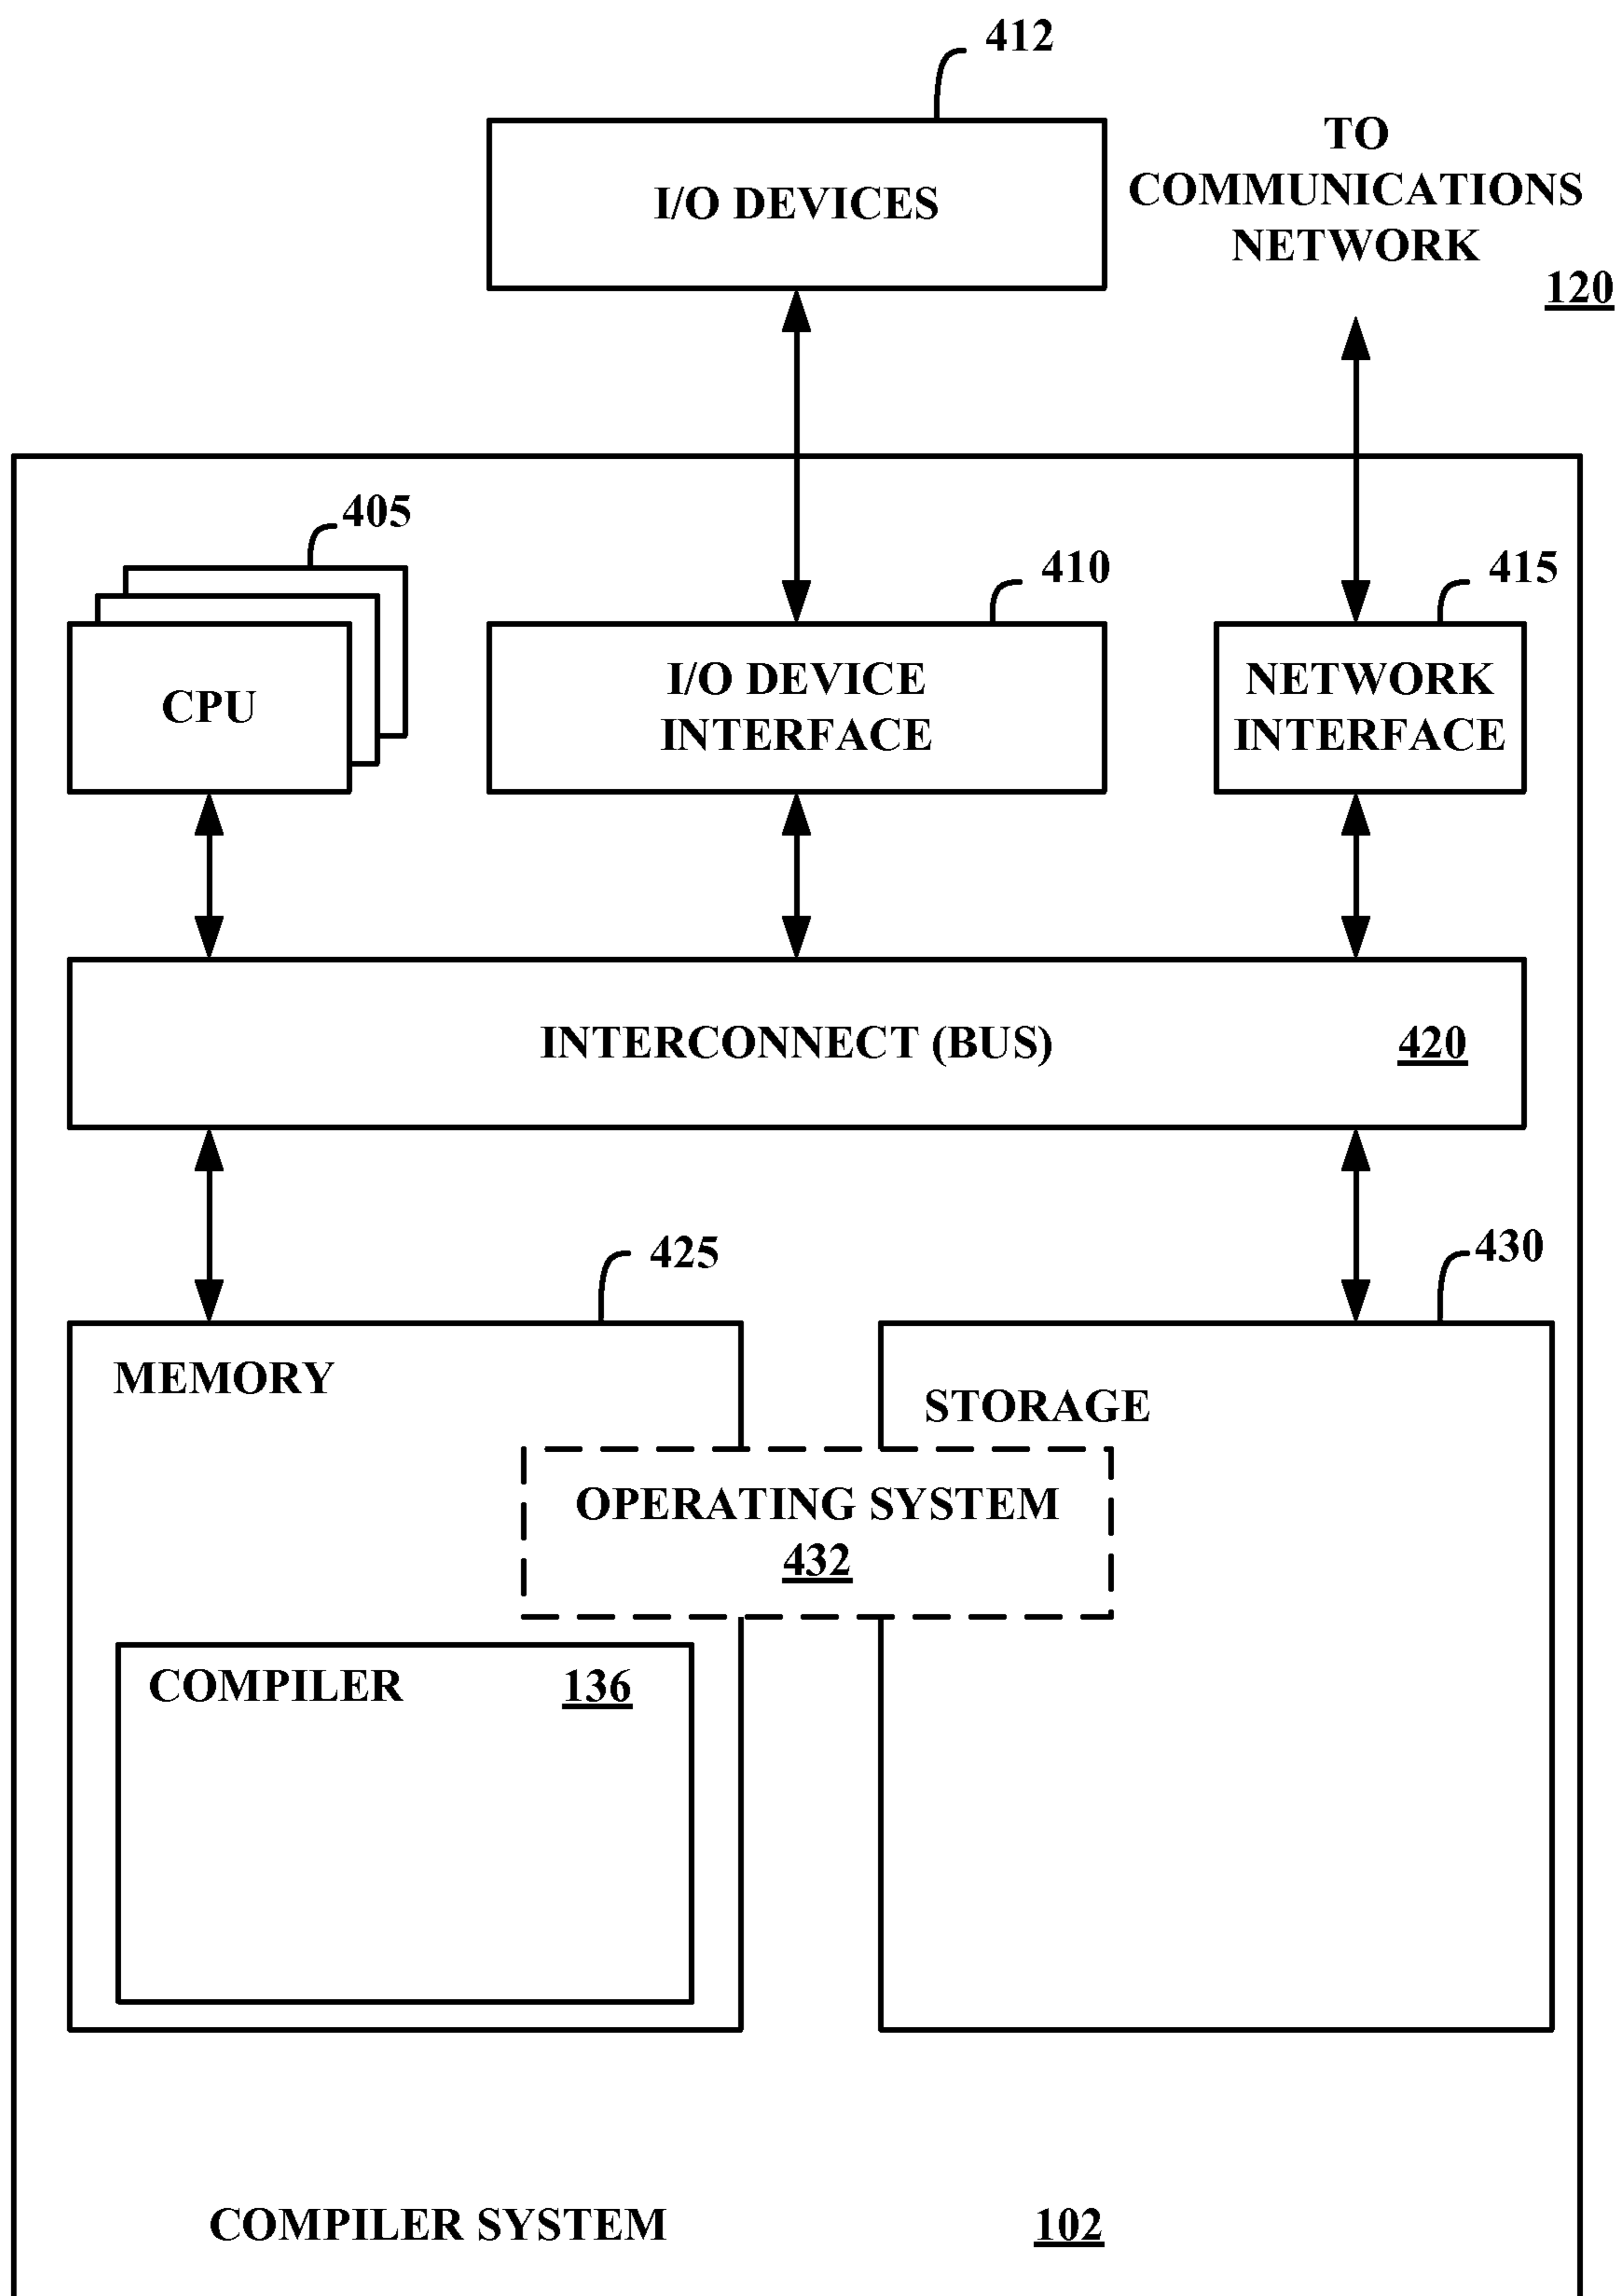 412
I/O DEVICES
TO
COMMUNICATIONS
NETWORK
120
405
410
415
CPU
I/O DEVICE
INTERFACE
NETWORK
INTERFACE
INTERCONNECT (BUS) 420
425
430
MEMORY
STORAGE
OPERATING SYSTEM
432
COMPILER 136
COMPILER SYSTEM 102